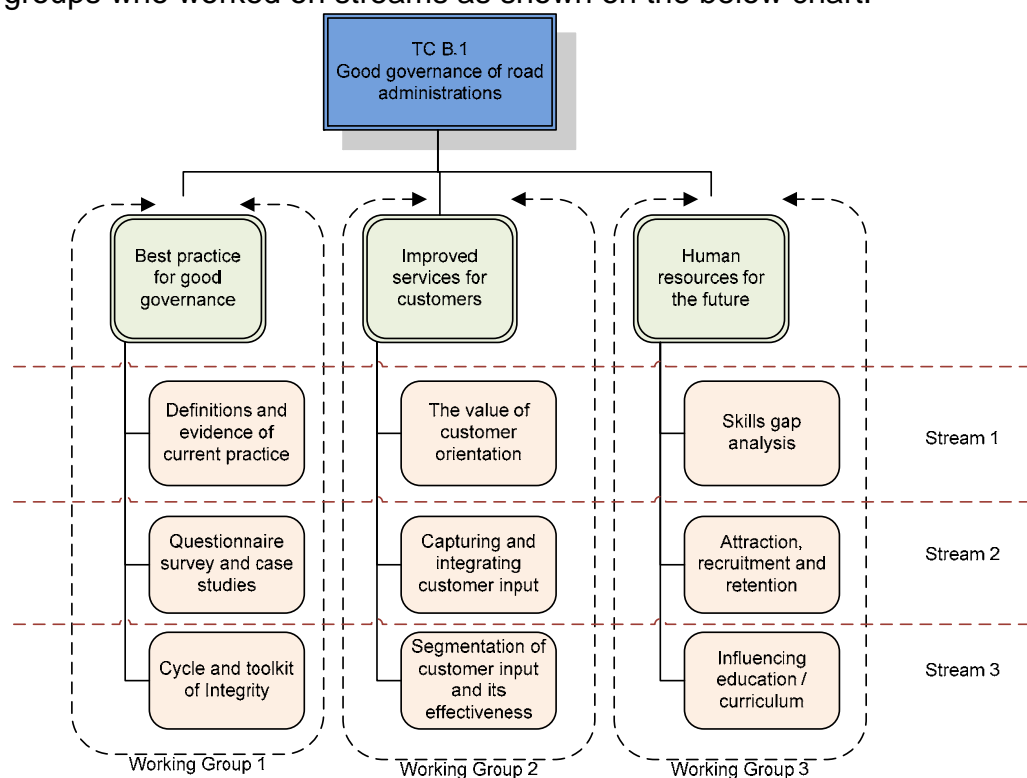 groups who worked on streams as shown on the below chart.
TC B.1
Good governance of road
administrations
Best practice
for good
governance
Improved
services for
customers
Human
resources for
the future
Definitions and
evidence of
current practice
The value of
customer
orientation
Skills gap
analysis
Stream 1
Questionnaire
survey and case
studies
Capturing and
integrating
customer input
Attraction,
recruitment and
retention
Stream 2
Cycle and toolkit
of Integrity
Segmentation of
customer input
and its
effectiveness
Influencing
education /
curriculum
Stream 3
Working Group 1
Working Group 2
Working Group 3